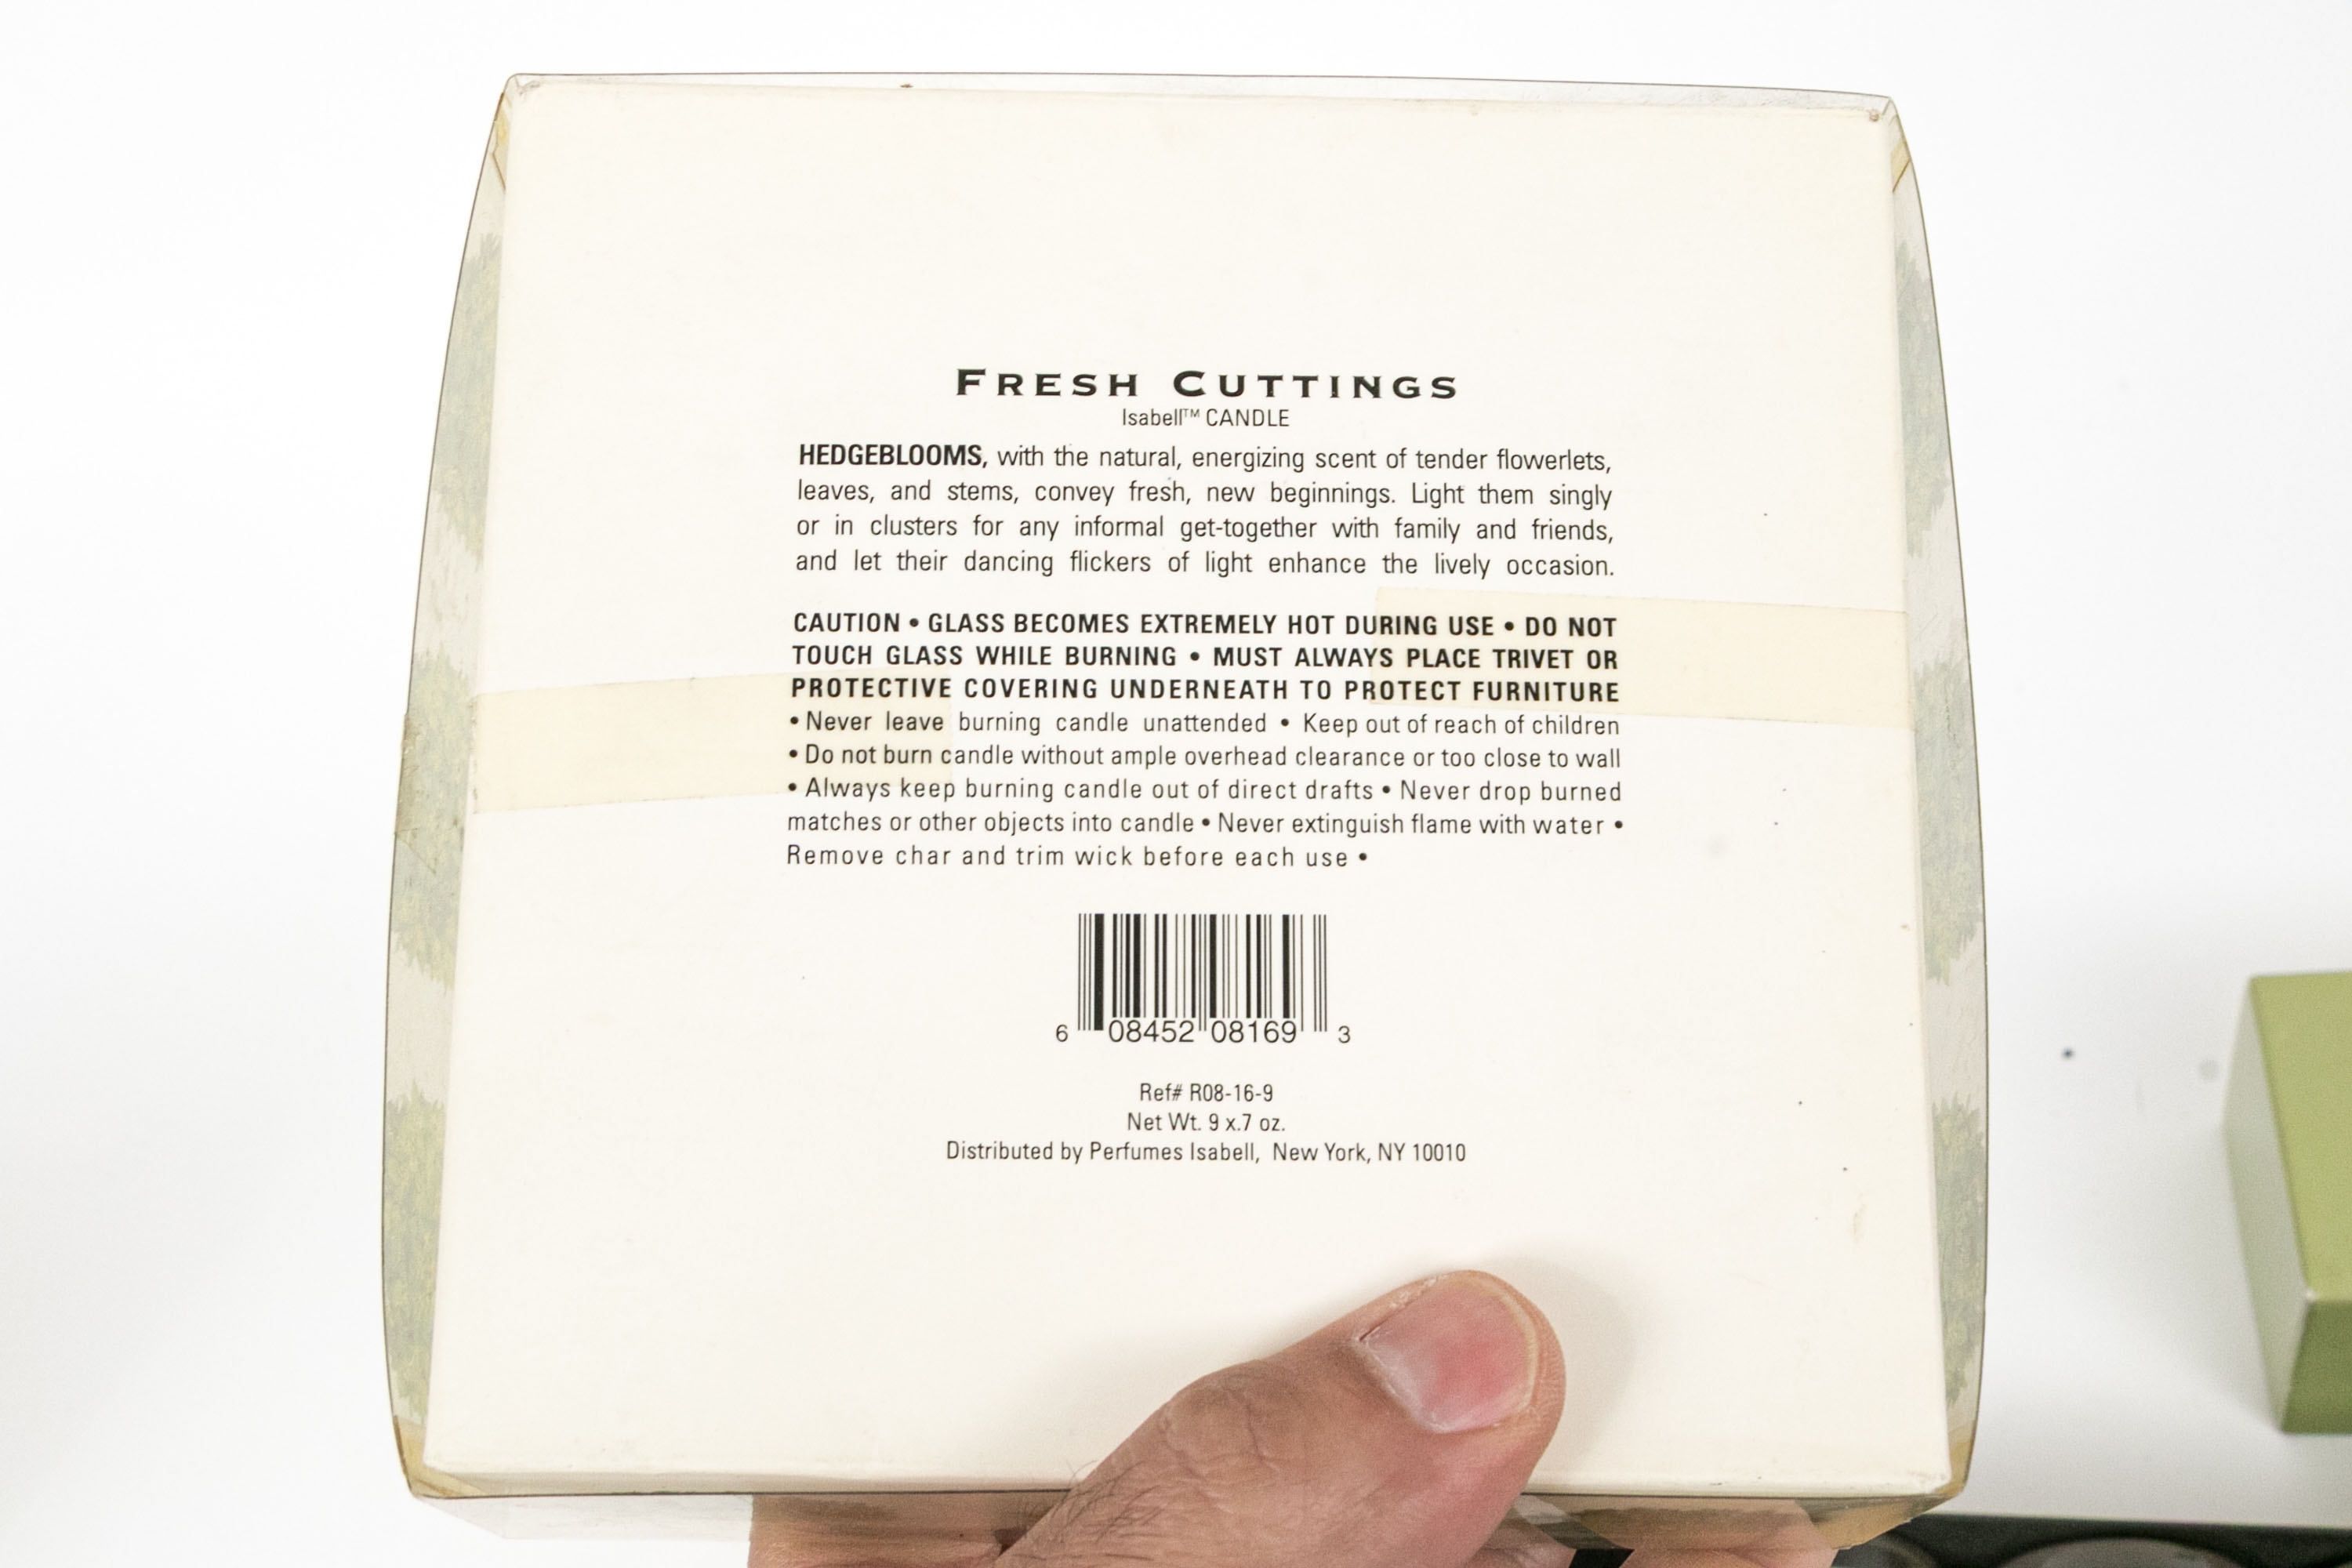 FRESH CUTTINGS
Isabell™ CANDLE
HEDGEBLOOMS, with the natural, energizing scent of tender flowerlets,
leaves, and stems, convey fresh, new beginnings. Light them singly
or in clusters for any informal get-together with family and friends,
and let their dancing flickers of light enhance the lively occasion.
CAUTION • GLASS BECOMES EXTREMELY HOT DURING USE • DO NOT
TOUCH GLASS WHILE BURNING • MUST ALWAYS PLACE TRIVET OR
PROTECTIVE COVERING UNDERNEATH TO PROTECT FURNITURE
• Never leave burning candle unattended • Keep out of reach of children
• Do not burn candle without ample overhead clearance or too close to wall
• Always keep burning candle out of direct drafts • Never drop burned
matches or other objects into candle • Never extinguish flame with water •
Remove char and trim wick before each use •
6 08452 08169 3
Ref# R08-16-9
Net Wt. 9 x.7 oz.
Distributed by Perfumes Isabell, New York, NY 10010